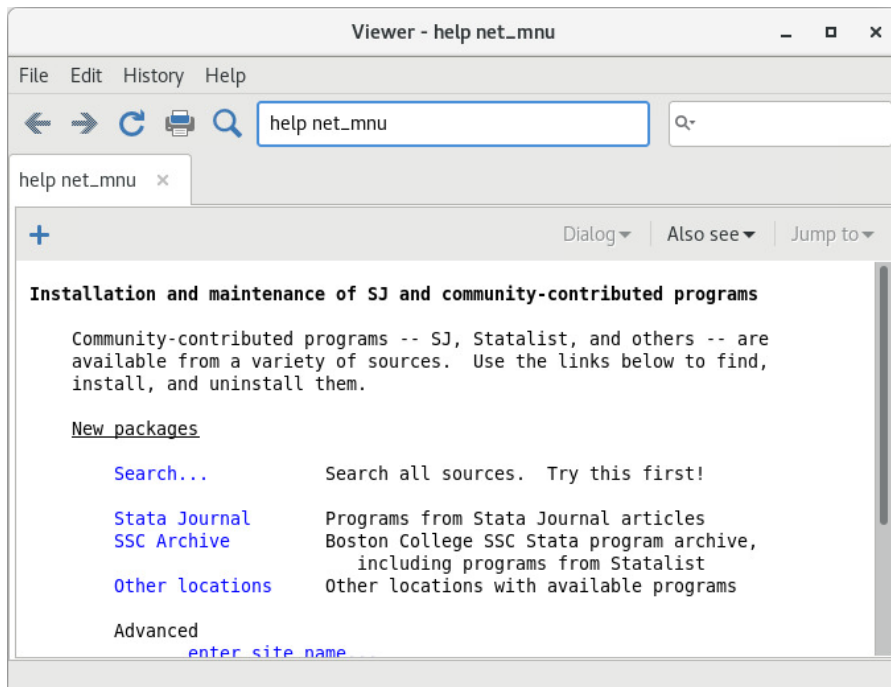 Viewer - help net_mnu
File Edit History Help
help net_mnu
help net_mnu
Dialog Also see Jump to
Installation and maintenance of SJ and community-contributed programs
Community-contributed programs -- SJ, Statalist, and others -- are
available from a variety of sources. Use the links below to find,
install, and uninstall them.
New packages
Search... Search all sources. Try this first!
Stata Journal Programs from Stata Journal articles
SSC Archive Boston College SSC Stata program archive,
including programs from Statalist
Other locations Other locations with available programs
Advanced
enter site name...